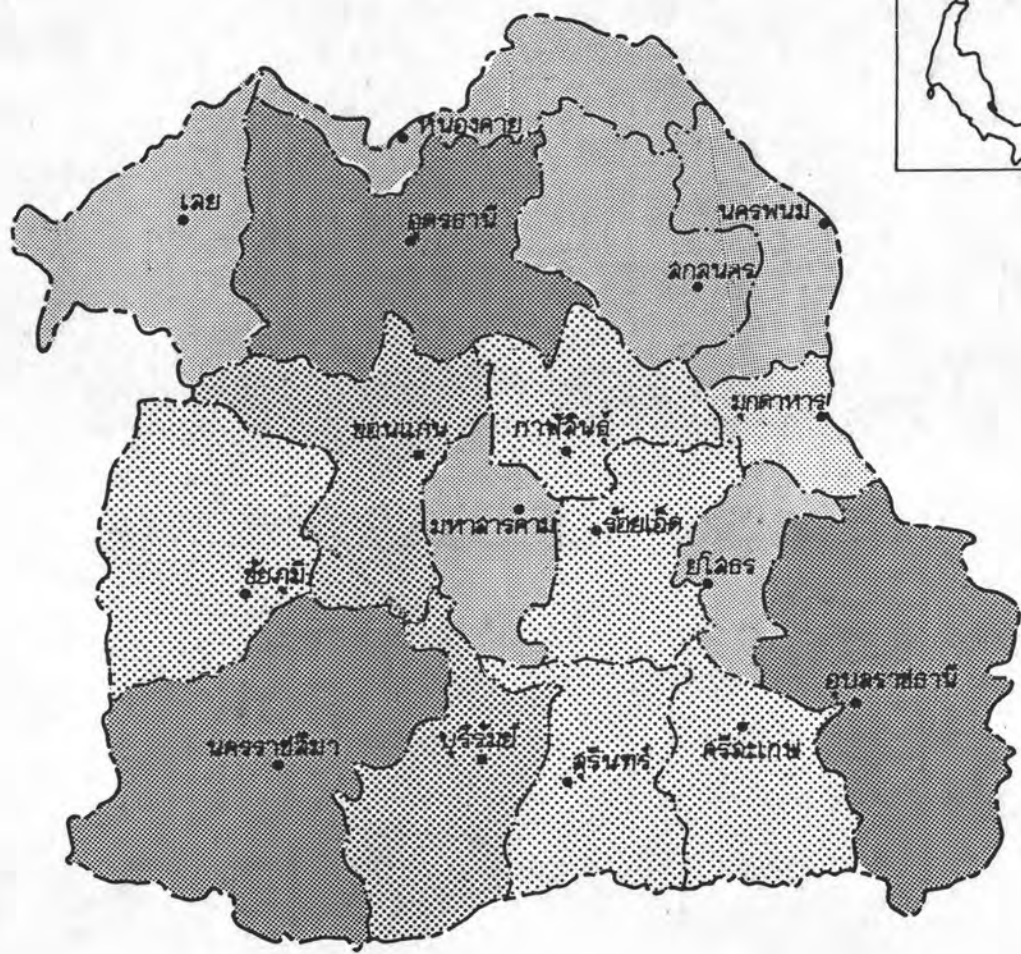 หนองคาย
เลย
อุดรธานี
นครพนม
สกลนคร
มุกดาหาร
ขอนแก่น
กาฬสินธุ์
มหาสารคาม
ร้อยเอ็ด
ยโสธร
ชัยภูมิ
อุบลราชธานี
นครราชสีมา
บุรีรัมย์
สุรินทร์
ศรีสะเกษ